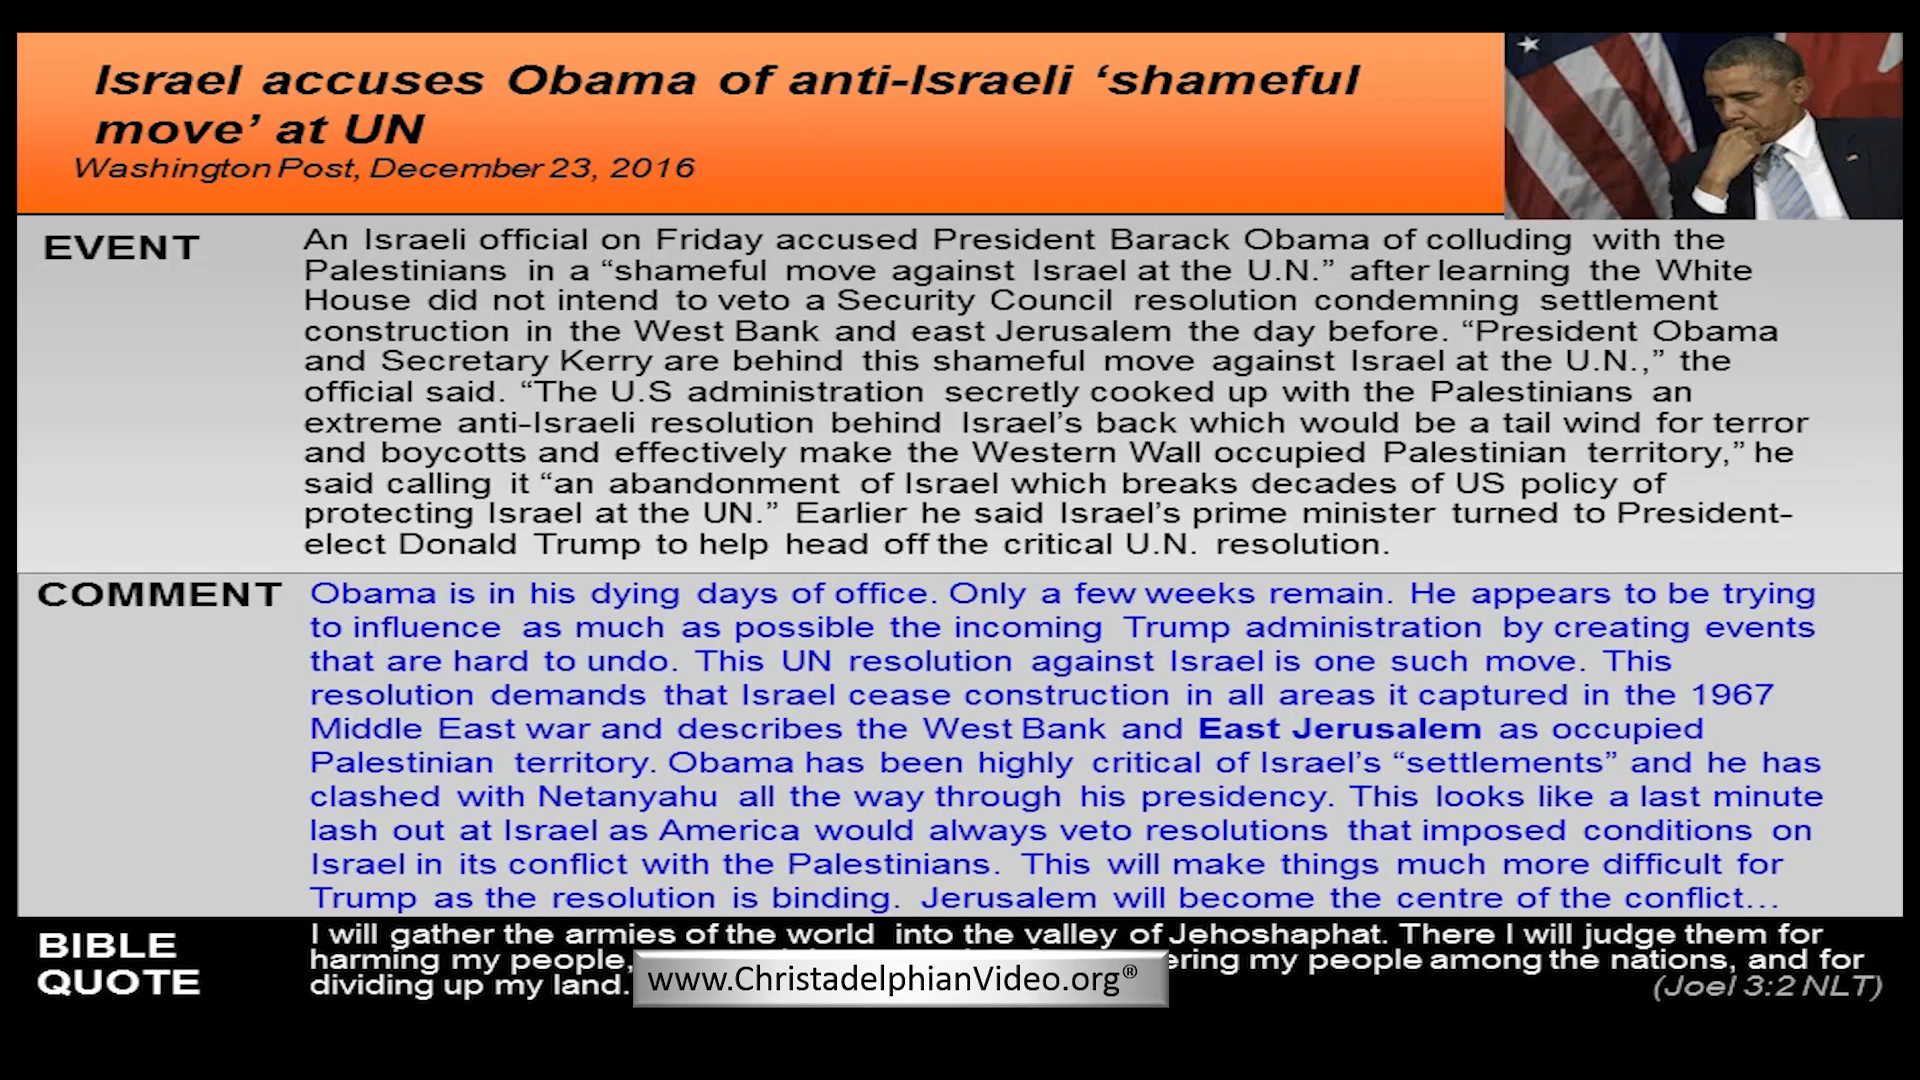 Israel accuses Obama of anti-Israeli ‘shameful
move’ at UN
Washington Post, December 23, 2016
EVENT
An Israeli official on Friday accused President Barack Obama of colluding with the
Palestinians in a “shameful move against Israel at the U.N.” after learning the White
House did not intend to veto a Security Council resolution condemning settlement
construction in the West Bank and east Jerusalem the day before. “President Obama
and Secretary Kerry are behind this shameful move against Israel at the U.N.,” the
official said. “The U.S administration secretly cooked up with the Palestinians an
extreme anti-Israeli resolution behind Israel’s back which would be a tail wind for terror
and boycotts and effectively make the Western Wall occupied Palestinian territory,” he
said calling it “an abandonment of Israel which breaks decades of US policy of
protecting Israel at the UN.” Earlier he said Israel’s prime minister turned to President-
elect Donald Trump to help head off the critical U.N. resolution.
COMMENT
Obama is in his dying days of office. Only a few weeks remain. He appears to be trying
to influence as much as possible the incoming Trump administration by creating events
that are hard to undo. This UN resolution against Israel is one such move. This
resolution demands that Israel cease construction in all areas it captured in the 1967
Middle East war and describes the West Bank and East Jerusalem as occupied
Palestinian territory. Obama has been highly critical of Israel’s “settlements” and he has
clashed with Netanyahu all the way through his presidency. This looks like a last minute
lash out at Israel as America would always veto resolutions that imposed conditions on
Israel in its conflict with the Palestinians. This will make things much more difficult for
Trump as the resolution is binding. Jerusalem will become the centre of the conflict...
BIBLE
QUOTE
I will gather the armies of the world into the valley of Jehoshaphat. There I will judge them for
harming my people, ering my people among the nations, and for
dividing up my land.
(Joel 3:2 NLT)
www.ChristadelphianVideo.org®